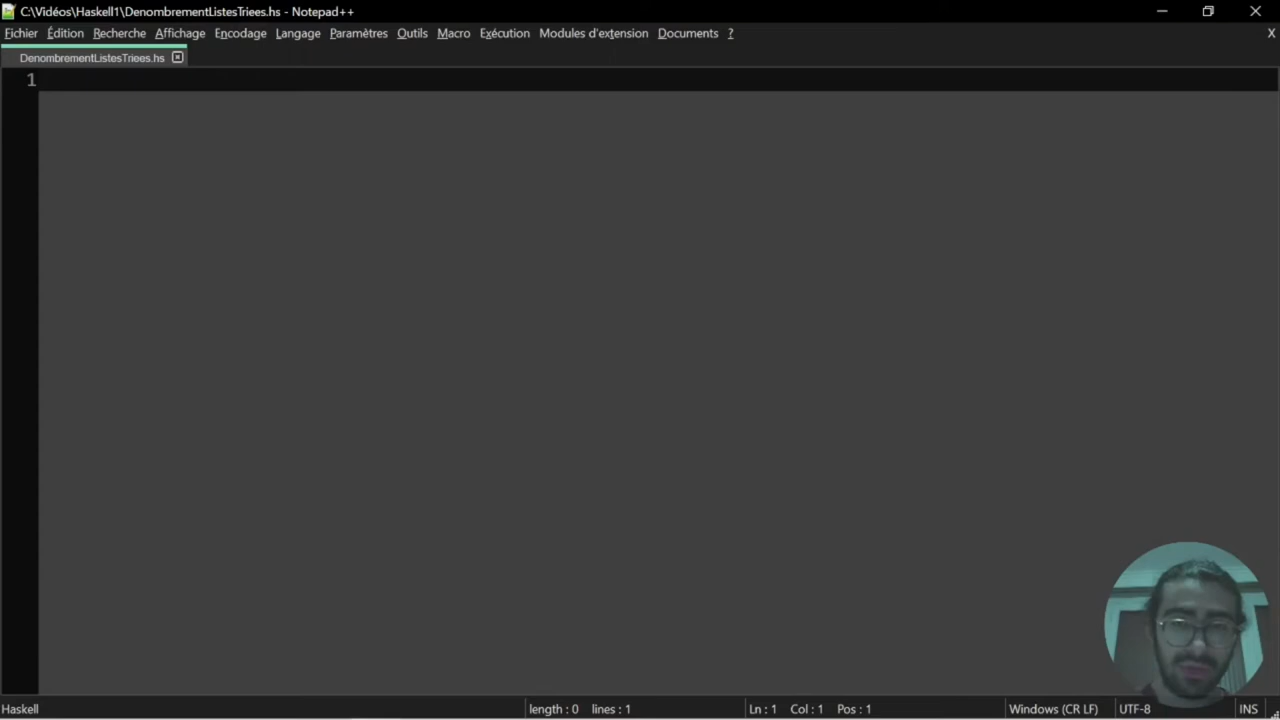 C:\Vidéos\Haskell1\DenombrementListesTriees.hs - Notepad++
Fichier Édition Recherche Affichage Encodage Langage Paramètres Outils Macro Exécution Modules d'extension Documents ? X
DenombrementListesTriees.hs
1
Haskell length : 0 lines : 1 Ln : 1 Col : 1 Pos : 1 Windows (CR LF) UTF-8 INS